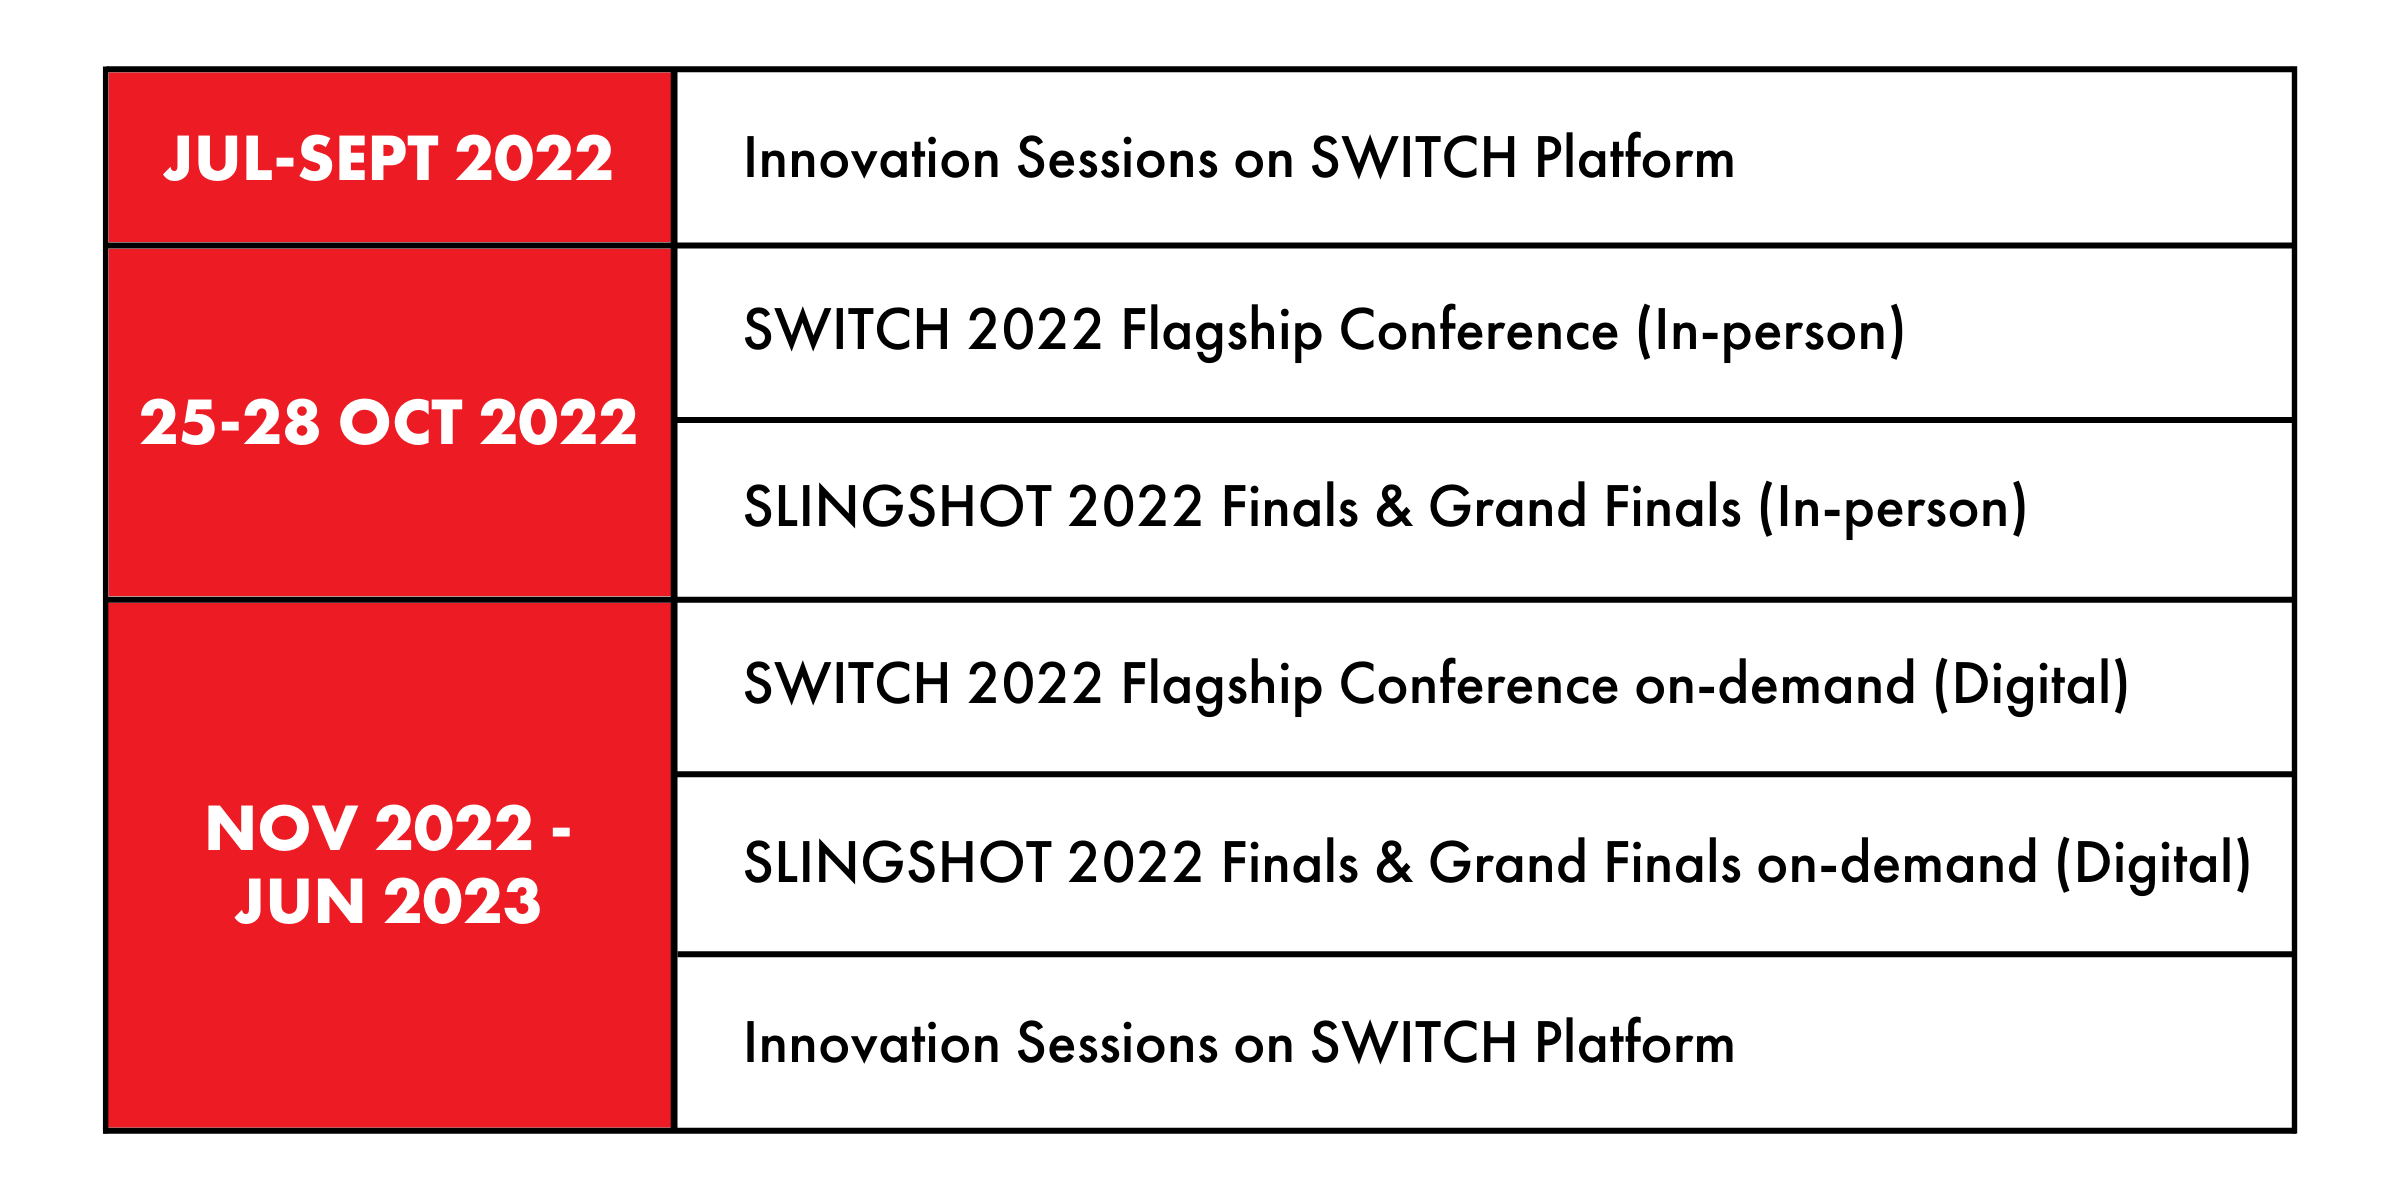 JUL-SEPT 2022
Innovation Sessions on SWITCH Platform
25-28 OCT 2022
SWITCH 2022 Flagship Conference (In-person)
SLINGSHOT 2022 Finals & Grand Finals (In-person)
NOV 2022 -
JUN 2023
SWITCH 2022 Flagship Conference on-demand (Digital)
SLINGSHOT 2022 Finals & Grand Finals on-demand (Digital)
Innovation Sessions on SWITCH Platform